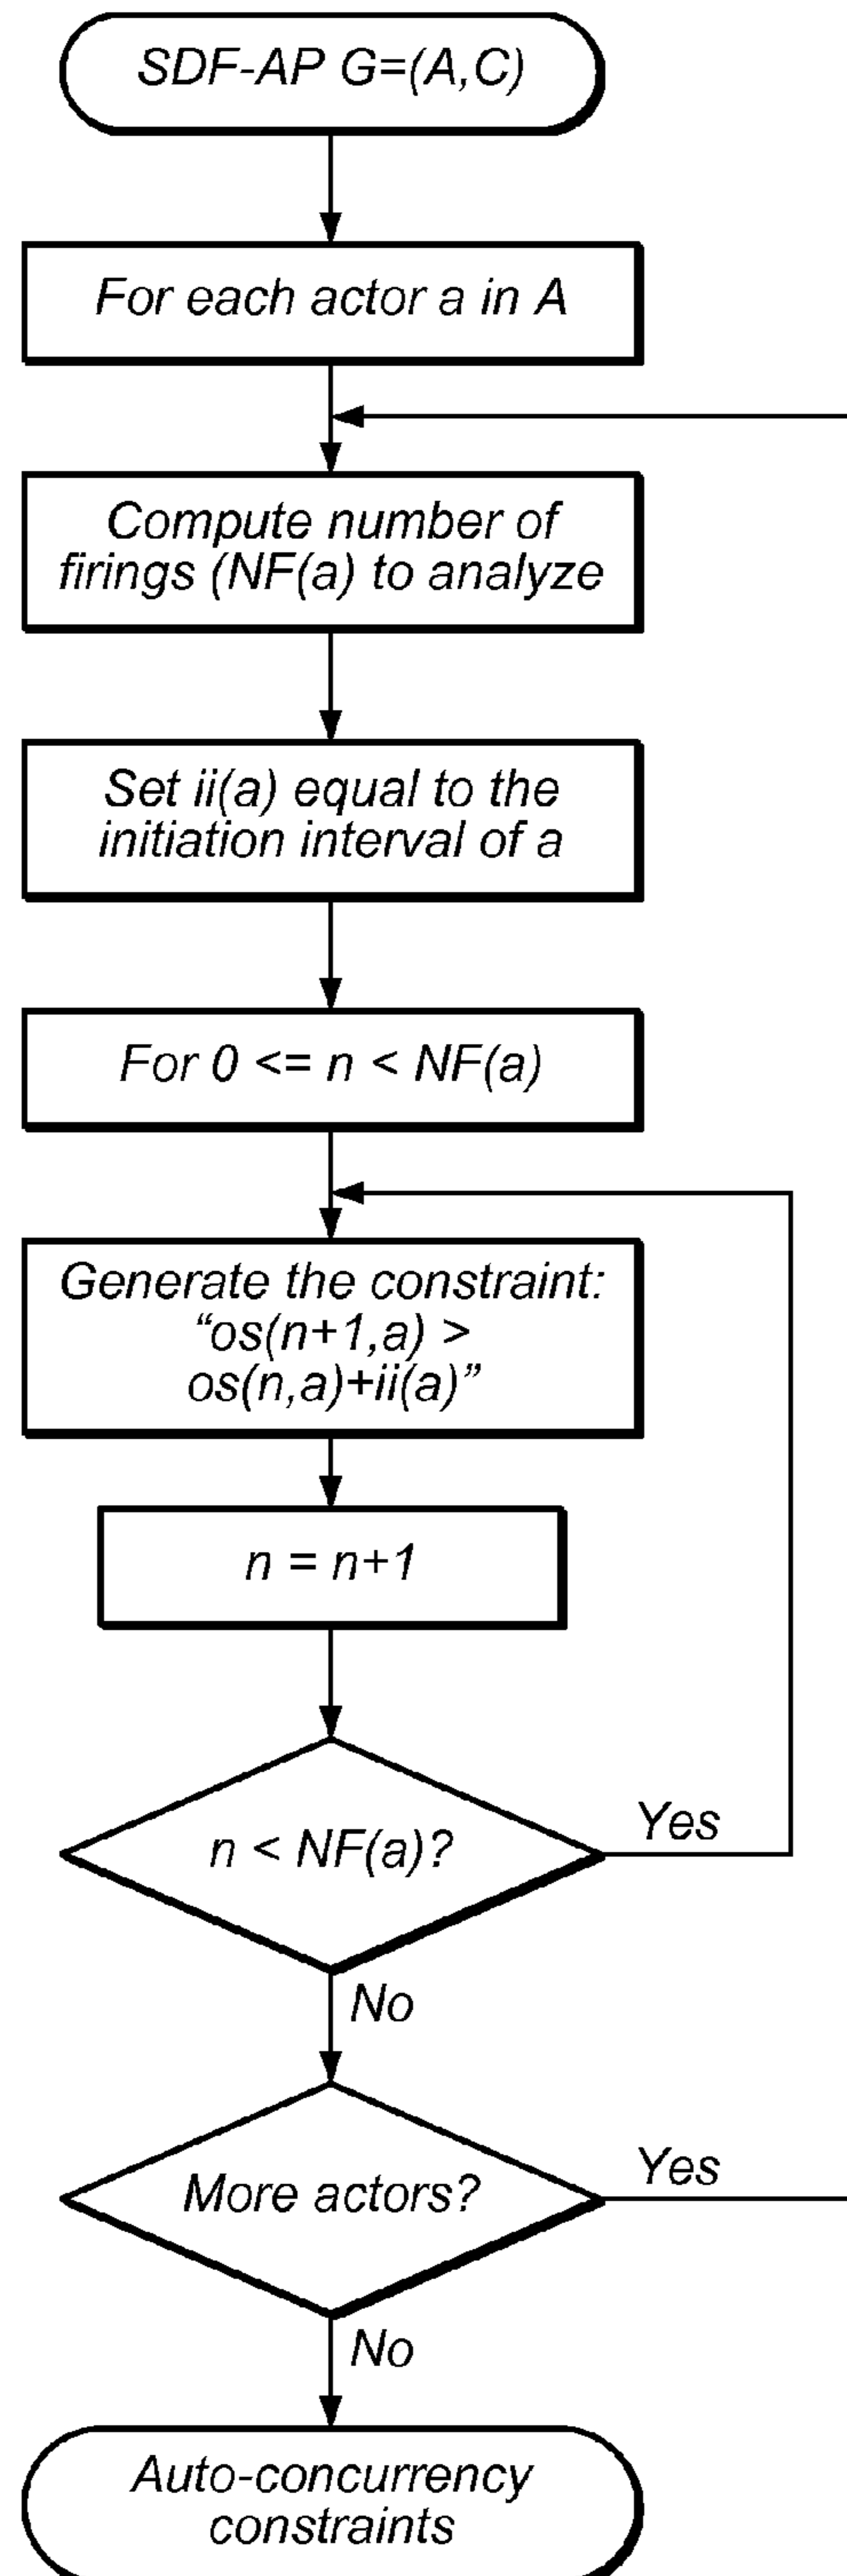 SDF-AP G=(A,C)
For each actor a in A
Compute number of
firings (NF(a) to analyze
Set ii(a) equal to the
initiation interval of a
For 0 <= n < NF(a)
Generate the constraint:
“os(n+1,a) >
os(n,a)+ii(a)”
n = n+1
n < NF(a)?
Yes
No
More actors?
Yes
No
Auto-concurrency
constraints